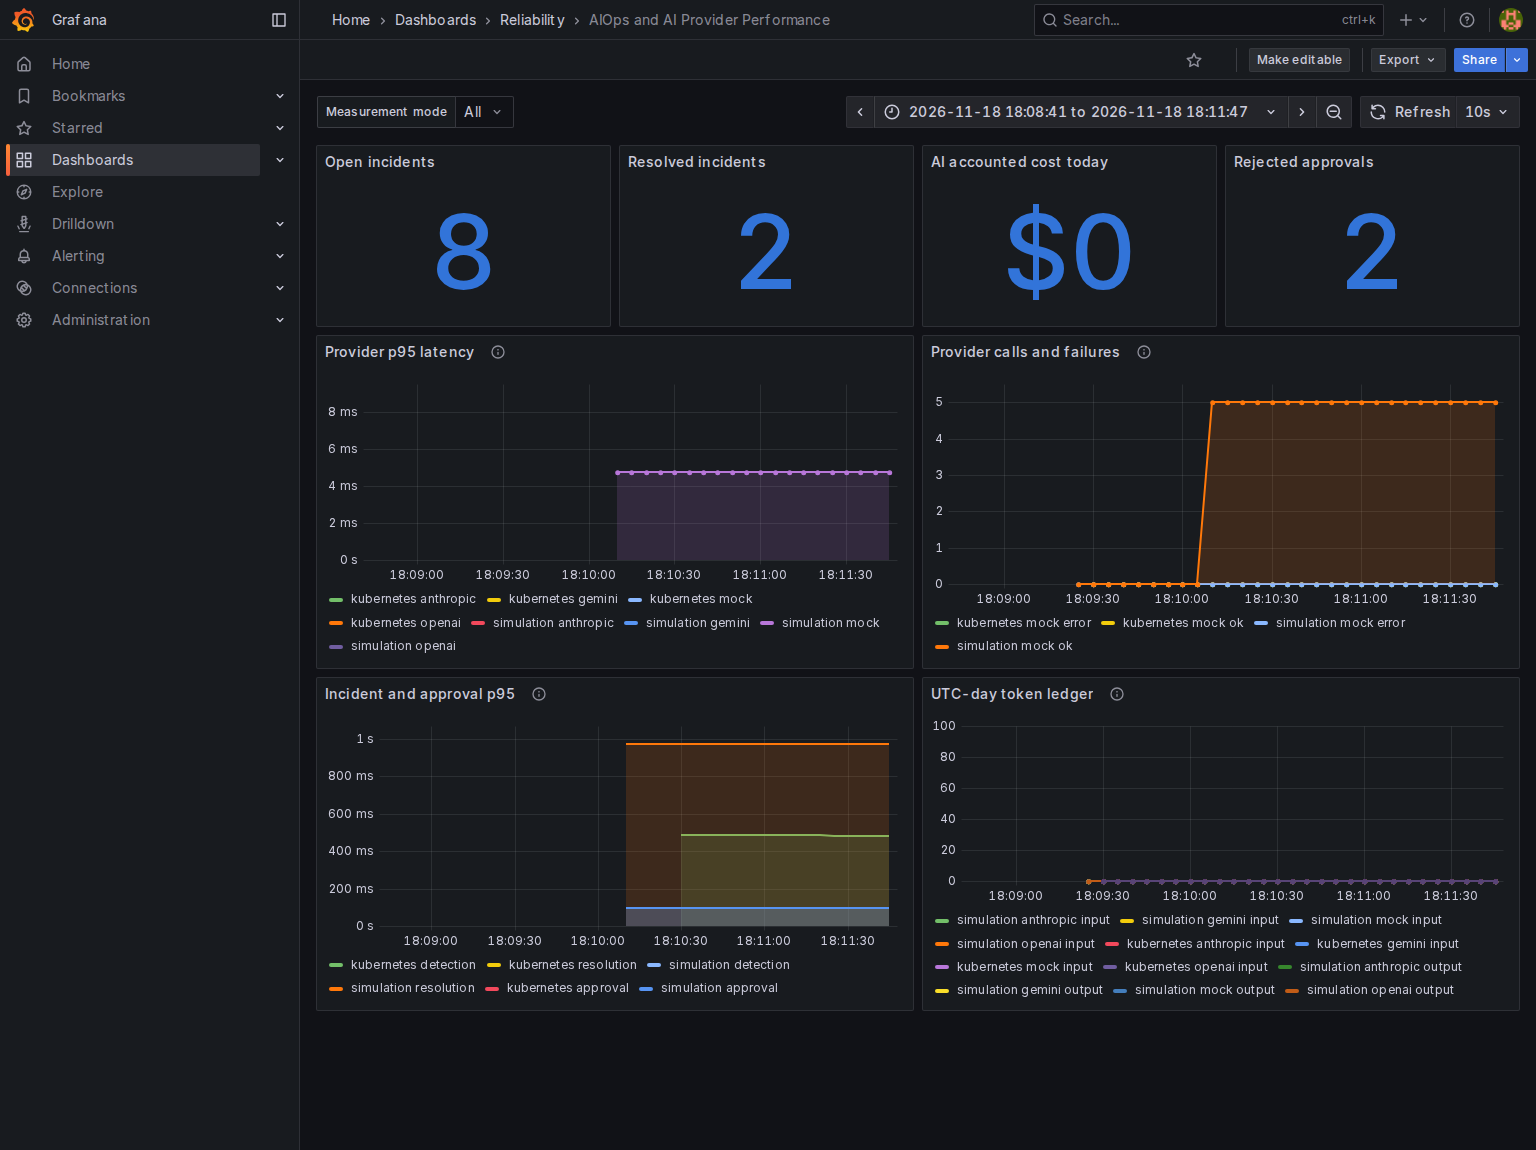 Grafana
Home
Bookmarks
Starred
Dashboards
Explore
Drilldown
Alerting
Connections
Administration
Home › Dashboards › Reliability › AIOps and AI Provider Performance
Search... ctrl+k
Make editable Export Share
Measurement mode All
2026-11-18 18:08:41 to 2026-11-18 18:11:47 Refresh 10s
Open incidents
8
Resolved incidents
2
AI accounted cost today
$0
Rejected approvals
2
Provider p95 latency
8 ms
6 ms
4 ms
2 ms
0 s
18:09:00 18:09:30 18:10:00 18:10:30 18:11:00 18:11:30
kubernetes anthropic kubernetes gemini kubernetes mock
kubernetes openai simulation anthropic simulation gemini simulation mock
simulation openai
Provider calls and failures
5
4
3
2
1
0
18:09:00 18:09:30 18:10:00 18:10:30 18:11:00 18:11:30
kubernetes mock error kubernetes mock ok simulation mock error
simulation mock ok
Incident and approval p95
1 s
800 ms
600 ms
400 ms
200 ms
0 s
18:09:00 18:09:30 18:10:00 18:10:30 18:11:00 18:11:30
kubernetes detection kubernetes resolution simulation detection
simulation resolution kubernetes approval simulation approval
UTC-day token ledger
100
80
60
40
20
0
18:09:00 18:09:30 18:10:00 18:10:30 18:11:00 18:11:30
simulation anthropic input simulation gemini input simulation mock input
simulation openai input kubernetes anthropic input kubernetes gemini input
kubernetes mock input kubernetes openai input simulation anthropic output
simulation gemini output simulation mock output simulation openai output